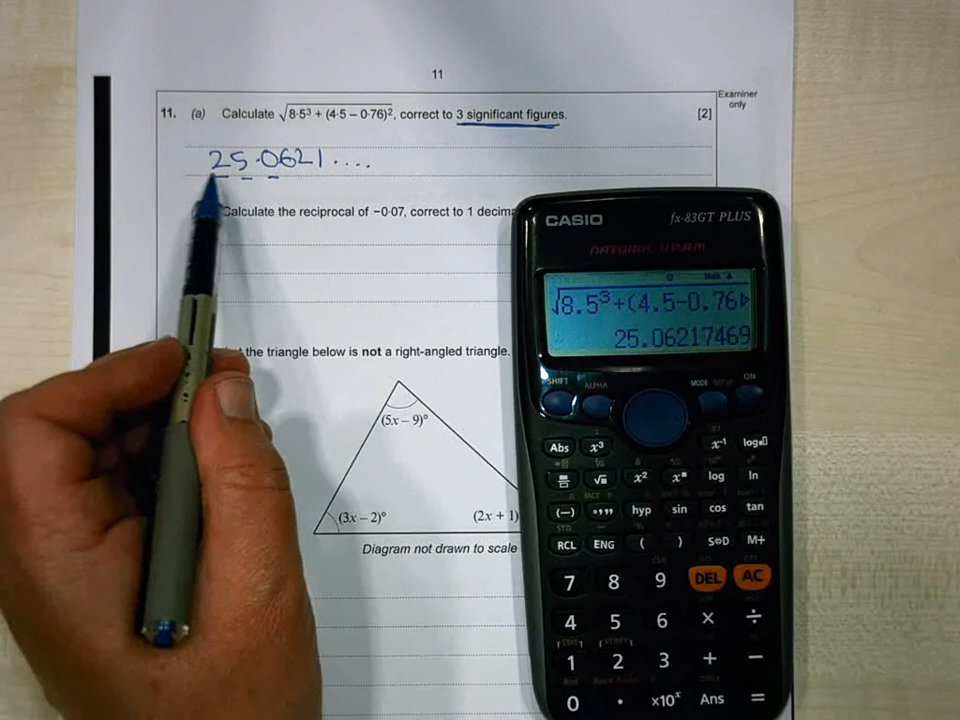 11
Examiner
only
11. (a) Calculate √8·5³ + (4·5 – 0·76)², correct to 3 significant figures. [2]
25.0621....
Calculate the reciprocal of –0·07, correct to 1
the triangle below is not a right-angled triangle.
(5x – 9)°
(3x – 2)° (2x + 1)
Diagram not drawn to scale
CASIO fx-83GT PLUS
NATURAL-V.P.A.M.
Math
√8.5³+(4.5-0.76
25.06217469
SHIFT ALPHA MODE SETUP ON
Abs x³ x⁻¹ log
√ x² log ln
(–) hyp sin cos tan
STO
RCL ENG ( ) S⇔D M+
7 8 9 DEL AC
4 5 6 × ÷
1 2 3 + −
0 . ×10ˣ Ans =